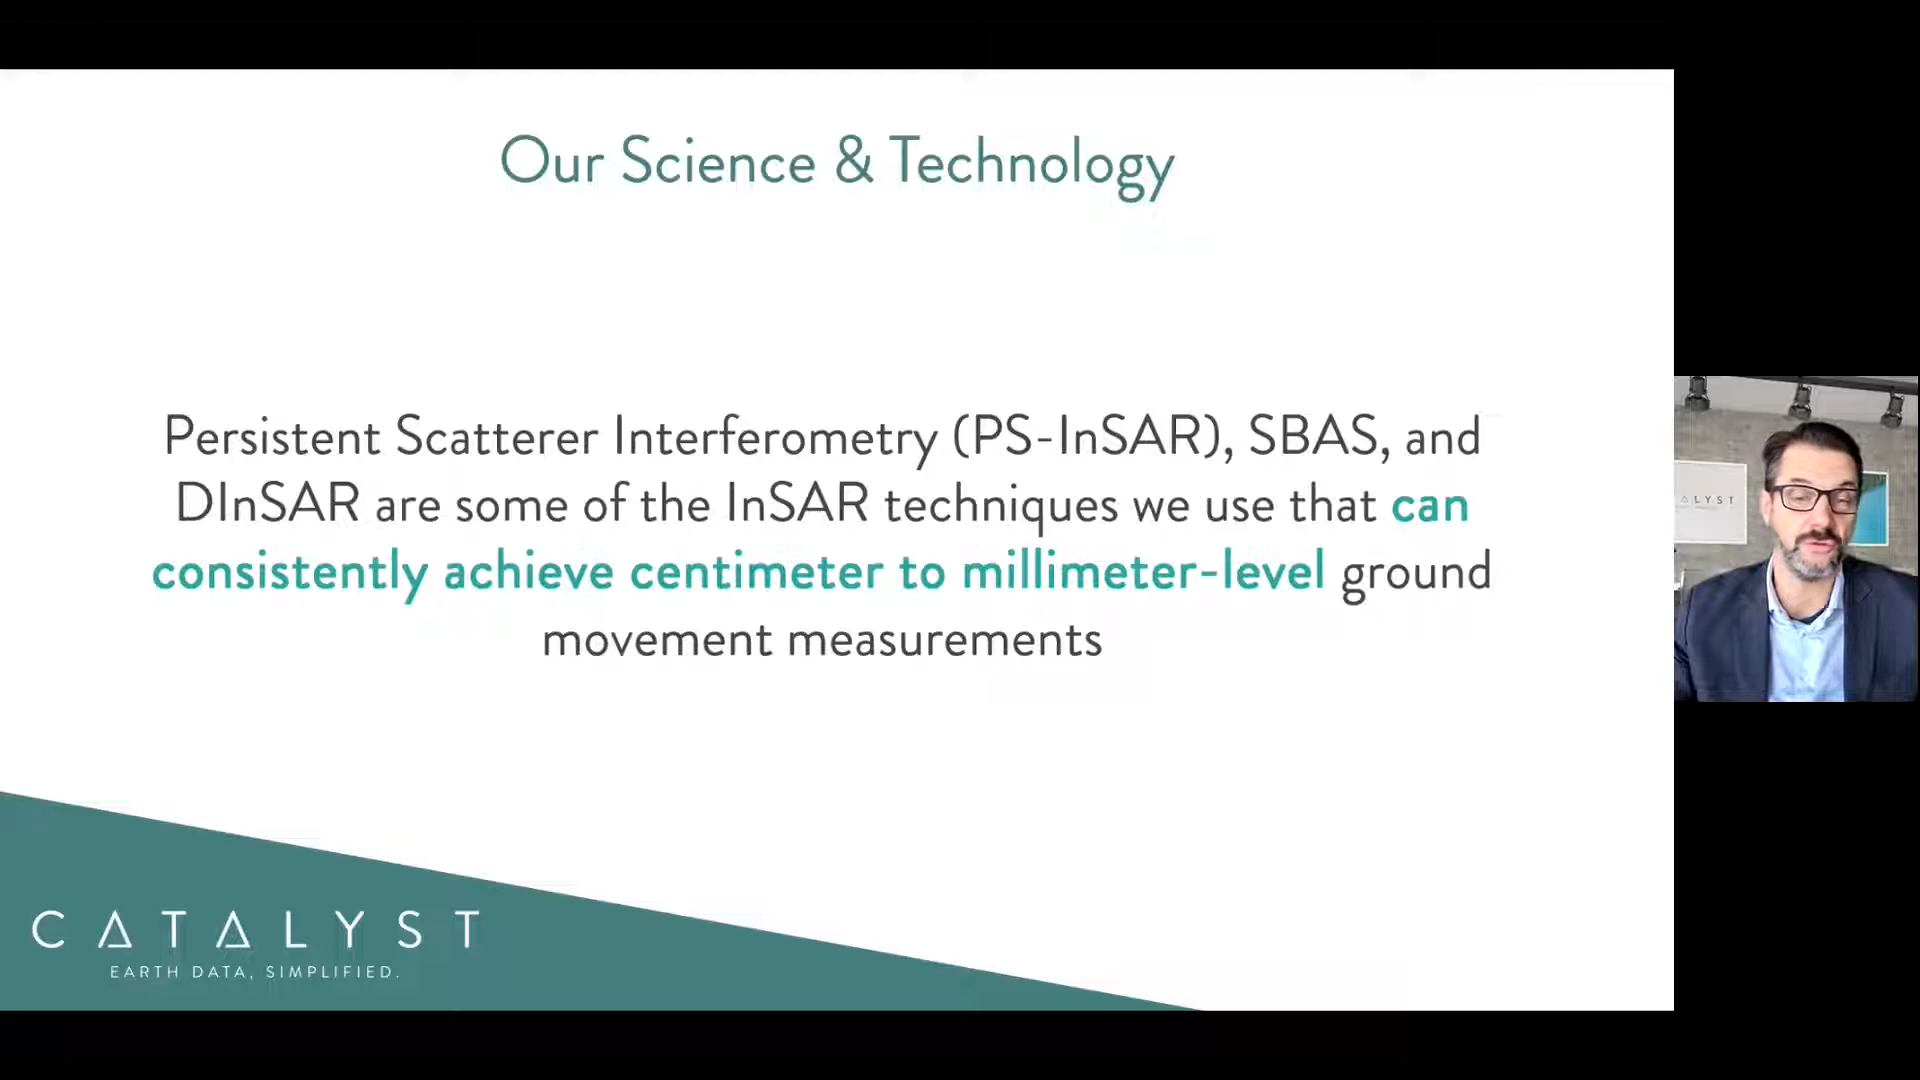 Our Science & Technology
Persistent Scatterer Interferometry (PS-InSAR), SBAS, and
DInSAR are some of the InSAR techniques we use that can
consistently achieve centimeter to millimeter-level ground
movement measurements
CATALYST
EARTH DATA, SIMPLIFIED.
ALYST